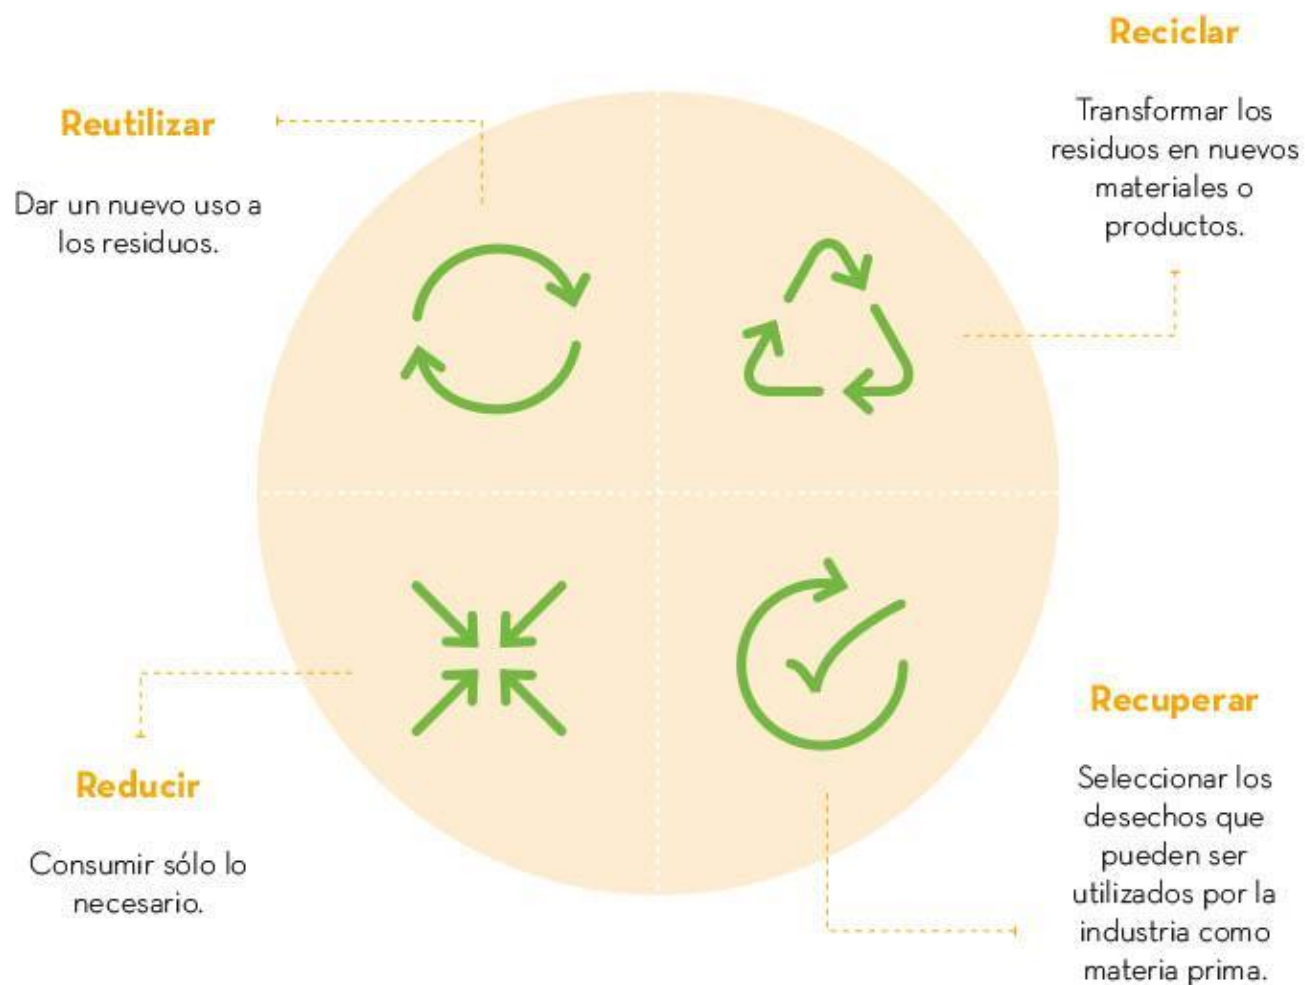 Reutilizar
Dar un nuevo uso a
los residuos.
Reciclar
Transformar los
residuos en nuevos
materiales o
productos.
Reducir
Consumir sólo lo
necesario.
Recuperar
Seleccionar los
desechos que
pueden ser
utilizados por la
industria como
materia prima.